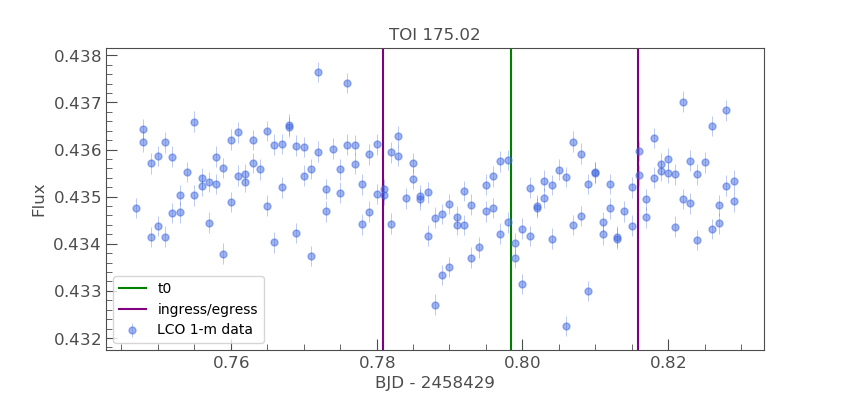 TOI 175.02
0.438
0.437
0.436
0.435
0.434
0.433
0.432
Flux
t0
ingress/egress
LCO 1-m data
0.76
0.78
0.80
0.82
BJD - 2458429